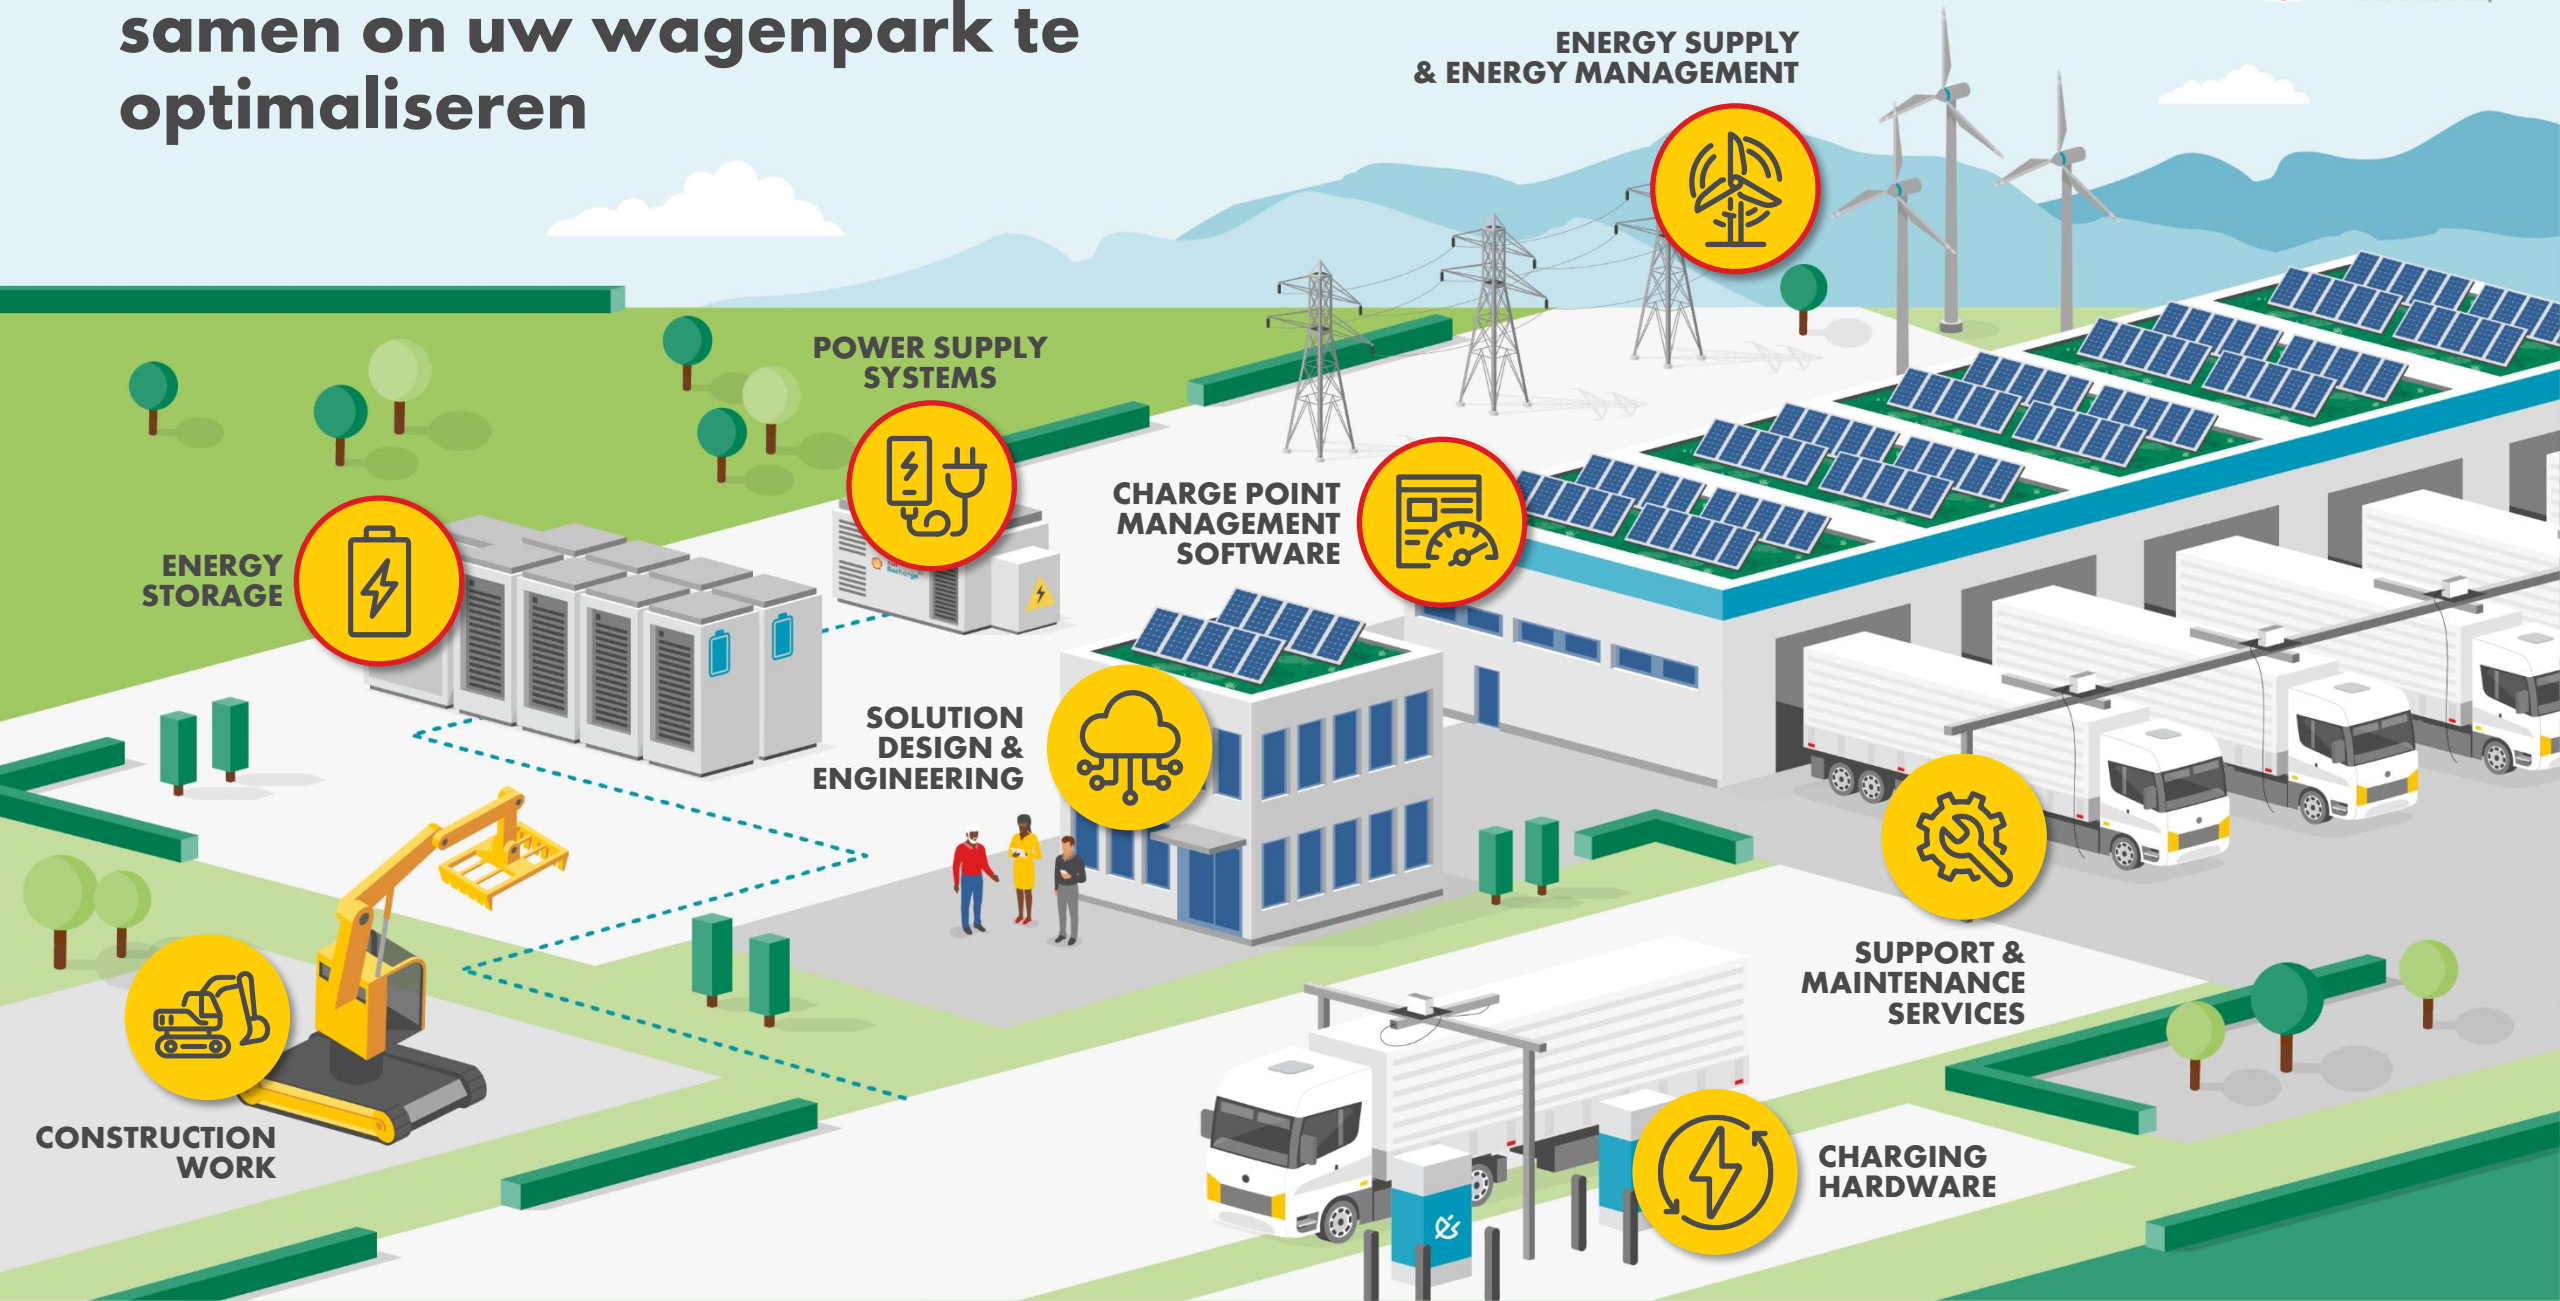 samen on uw wagenpark te
optimaliseren
ENERGY SUPPLY
& ENERGY MANAGEMENT
POWER SUPPLY
SYSTEMS
CHARGE POINT
MANAGEMENT
SOFTWARE
ENERGY
STORAGE
Recharge
SOLUTION
DESIGN &
ENGINEERING
SUPPORT &
MAINTENANCE
SERVICES
CONSTRUCTION
WORK
CHARGING
HARDWARE